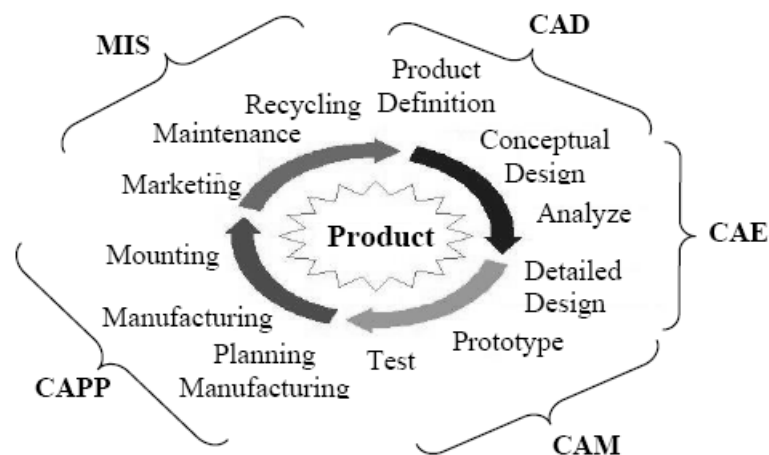 MIS
CAD
Product
Definition
Recycling
Maintenance
Conceptual
Design
Marketing
Analyze
Product
CAE
Mounting
Detailed
Design
Manufacturing
Prototype
Planning
Manufacturing
Test
CAPP
CAM